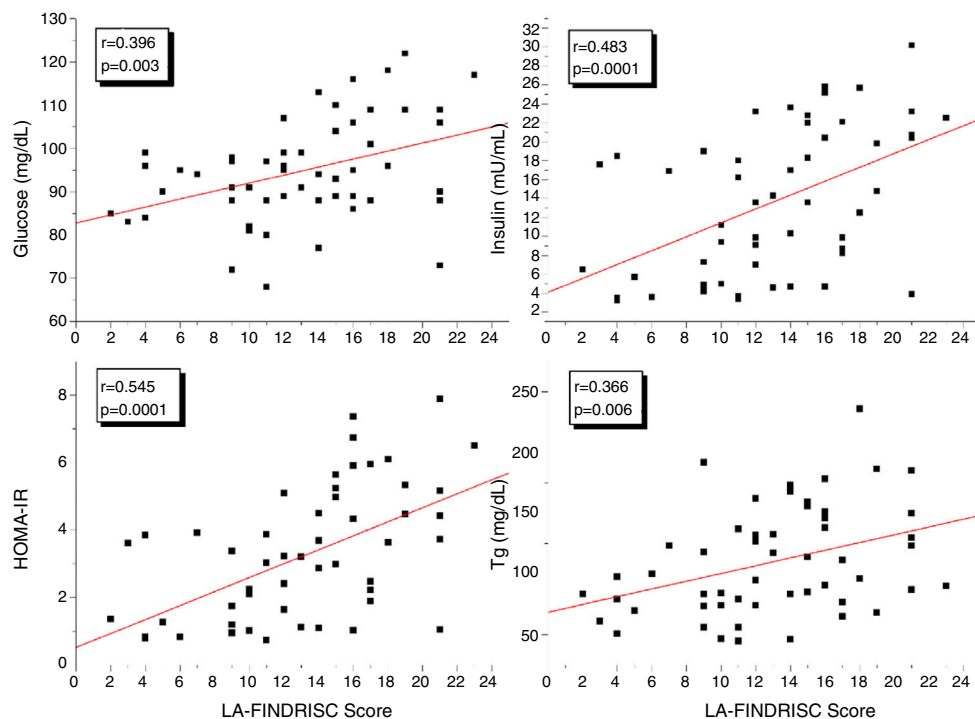 r=0.396
p=0.003
Glucose (mg/dL)
130
120
110
100
90
80
70
60
0 2 4 6 8 10 12 14 16 18 20 22 24
r=0.483
p=0.0001
Insulin (mU/mL)
33
32
30
28
26
24
22
20
18
16
14
12
10
8
6
4
2
0
0 2 4 6 8 10 12 14 16 18 20 22 24
r=0.545
p=0.0001
HOMA-IR
8
6
4
2
0
0 2 4 6 8 10 12 14 16 18 20 22 24
LA-FINDRISC Score
r=0.366
p=0.006
Tg (mg/dL)
250
200
150
100
50
0 2 4 6 8 10 12 14 16 18 20 22 24
LA-FINDRISC Score